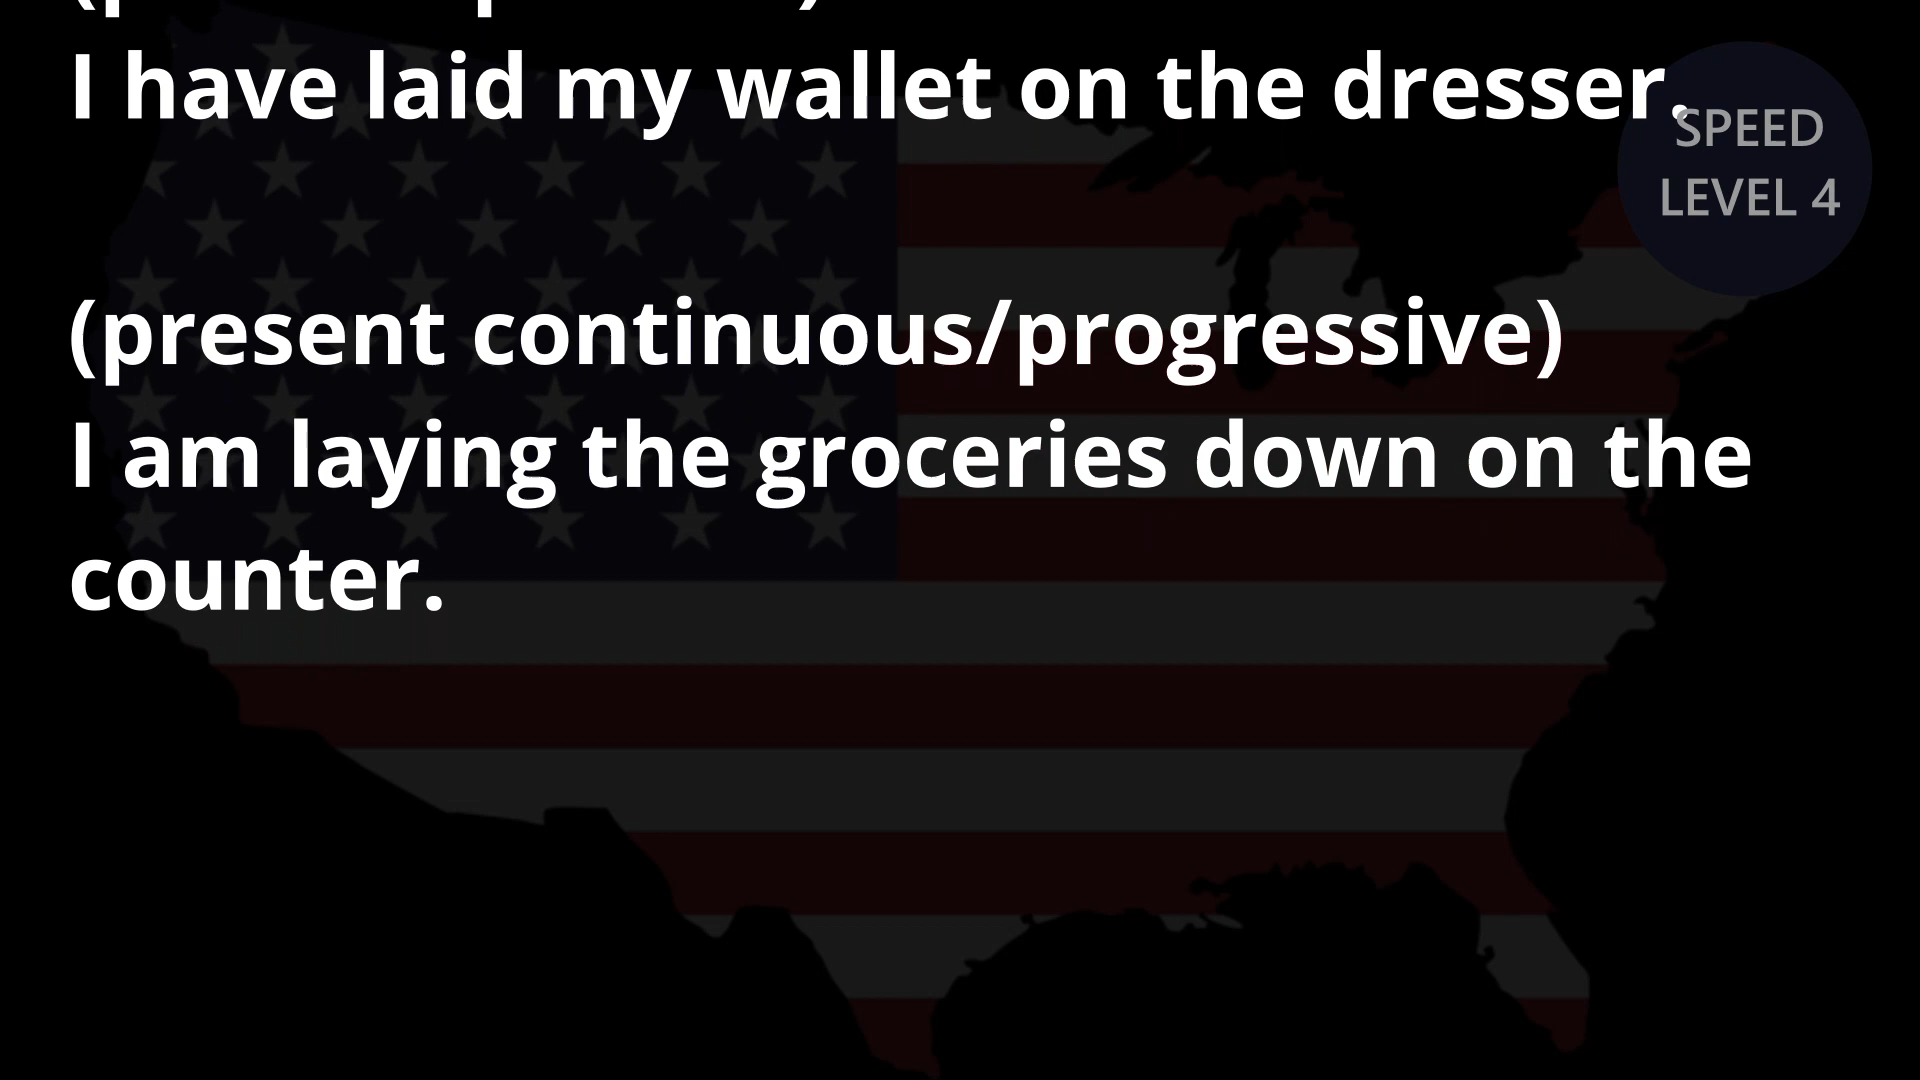 I have laid my wallet on the dresser.
SPEED
LEVEL 4
(present continuous/progressive)
I am laying the groceries down on the
counter.